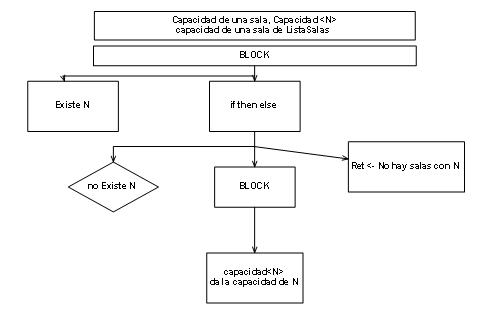 Capacidad de una sala, Capacidad<N>
capacidad de una sala de ListaSalas
BLOCK
Existe N
if then else
no Existe N
BLOCK
Ret <- No hay salas con N
capacidad<N>
da la capacidad de N